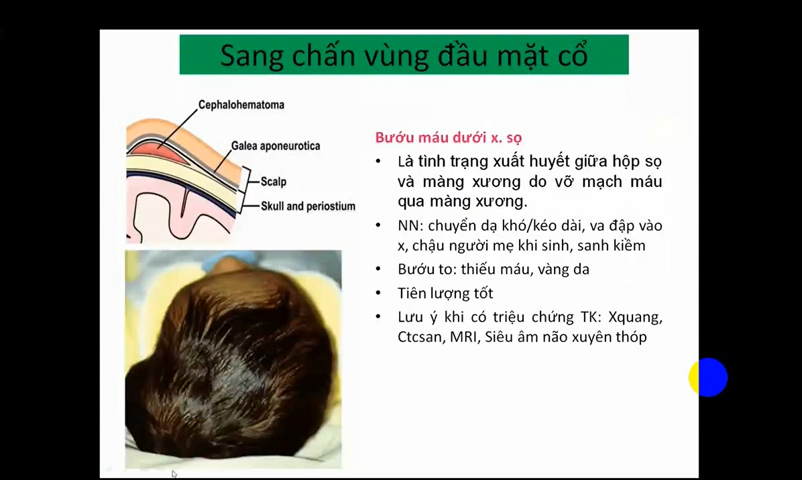 Sang chấn vùng đầu mặt cổ
Cephalohematoma
Galea aponeurotica
Scalp
Skull and periostium
Bướu máu dưới x. sọ
• Là tình trạng xuất huyết giữa hộp sọ
và màng xương do vỡ mạch máu
qua màng xương.
• NN: chuyển dạ khó/kéo dài, va đập vào
x, chậu người mẹ khi sinh, sanh kiềm
• Bướu to: thiếu máu, vàng da
• Tiên lượng tốt
• Lưu ý khi có triệu chứng TK: Xquang,
Ctcsan, MRI, Siêu âm não xuyên thóp